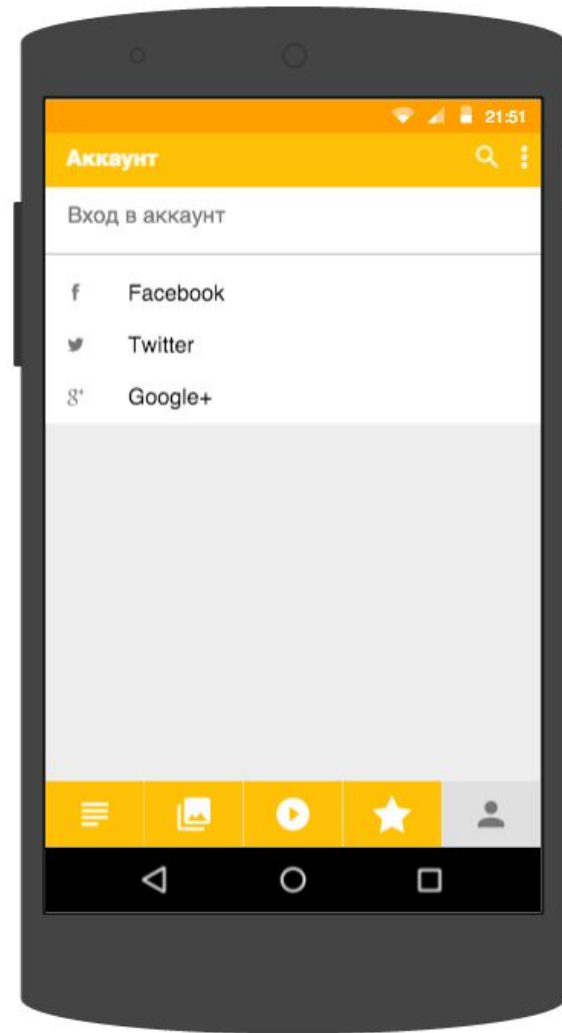 21:51
Аккаунт
Вход в аккаунт
Facebook
Twitter
Google+